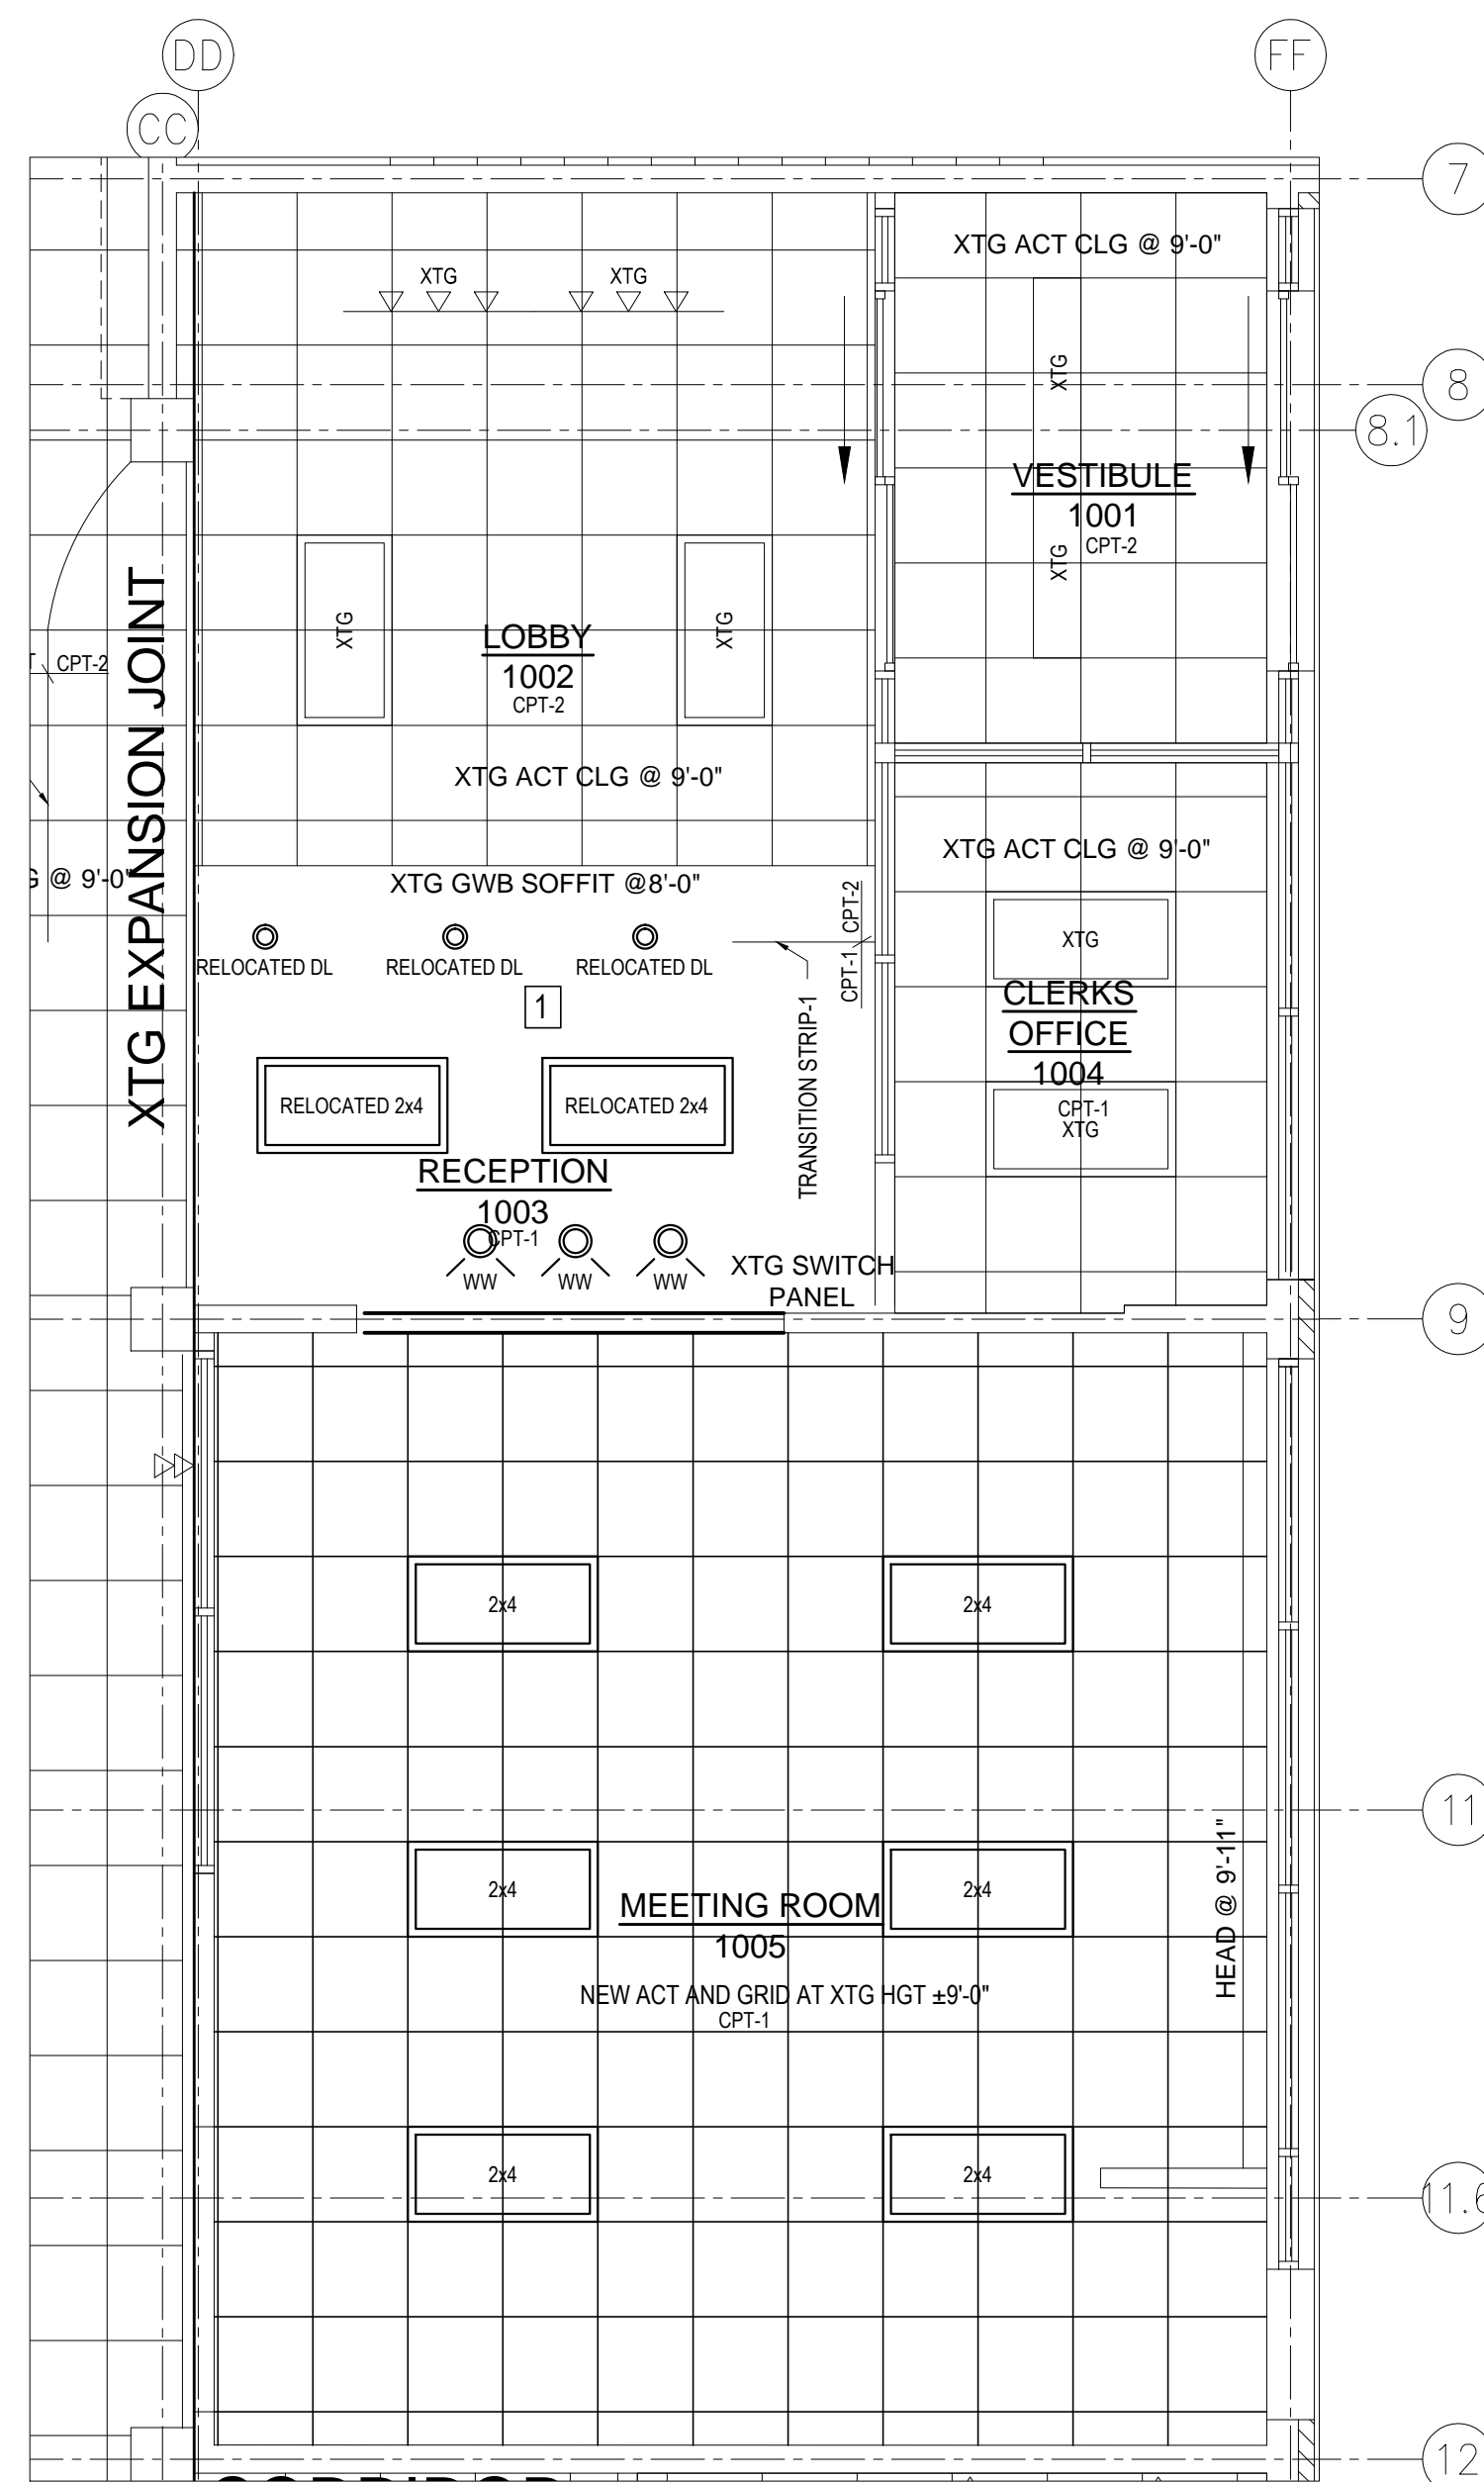 DD
FF
CC
7
XTG ACT CLG @ 9'-0"
XTG
XTG
XTG
8
8.1
VESTIBULE
1001
CPT-2
XTG
XTG
XTG
LOBBY
1002
CPT-2
CPT-2
XTG EXPANSION JOINT
XTG ACT CLG @ 9'-0"
XTG ACT CLG @ 9'-0"
@ 9'-0"
XTG GWB SOFFIT @8'-0"
CPT-1
CPT-2
RELOCATED DL
RELOCATED DL
RELOCATED DL
XTG
1
CLERKS
OFFICE
1004
CPT-1
XTG
TRANSITION STRIP-1
RELOCATED 2x4
RELOCATED 2x4
RECEPTION
1003
CPT-1
WW
WW
WW
XTG SWITCH
PANEL
9
2x4
2x4
11
2x4
2x4
MEETING ROOM
1005
NEW ACT AND GRID AT XTG HGT ±9'-0"
CPT-1
HEAD @ 9'-11"
2x4
2x4
11.6
12
CORRIDOR